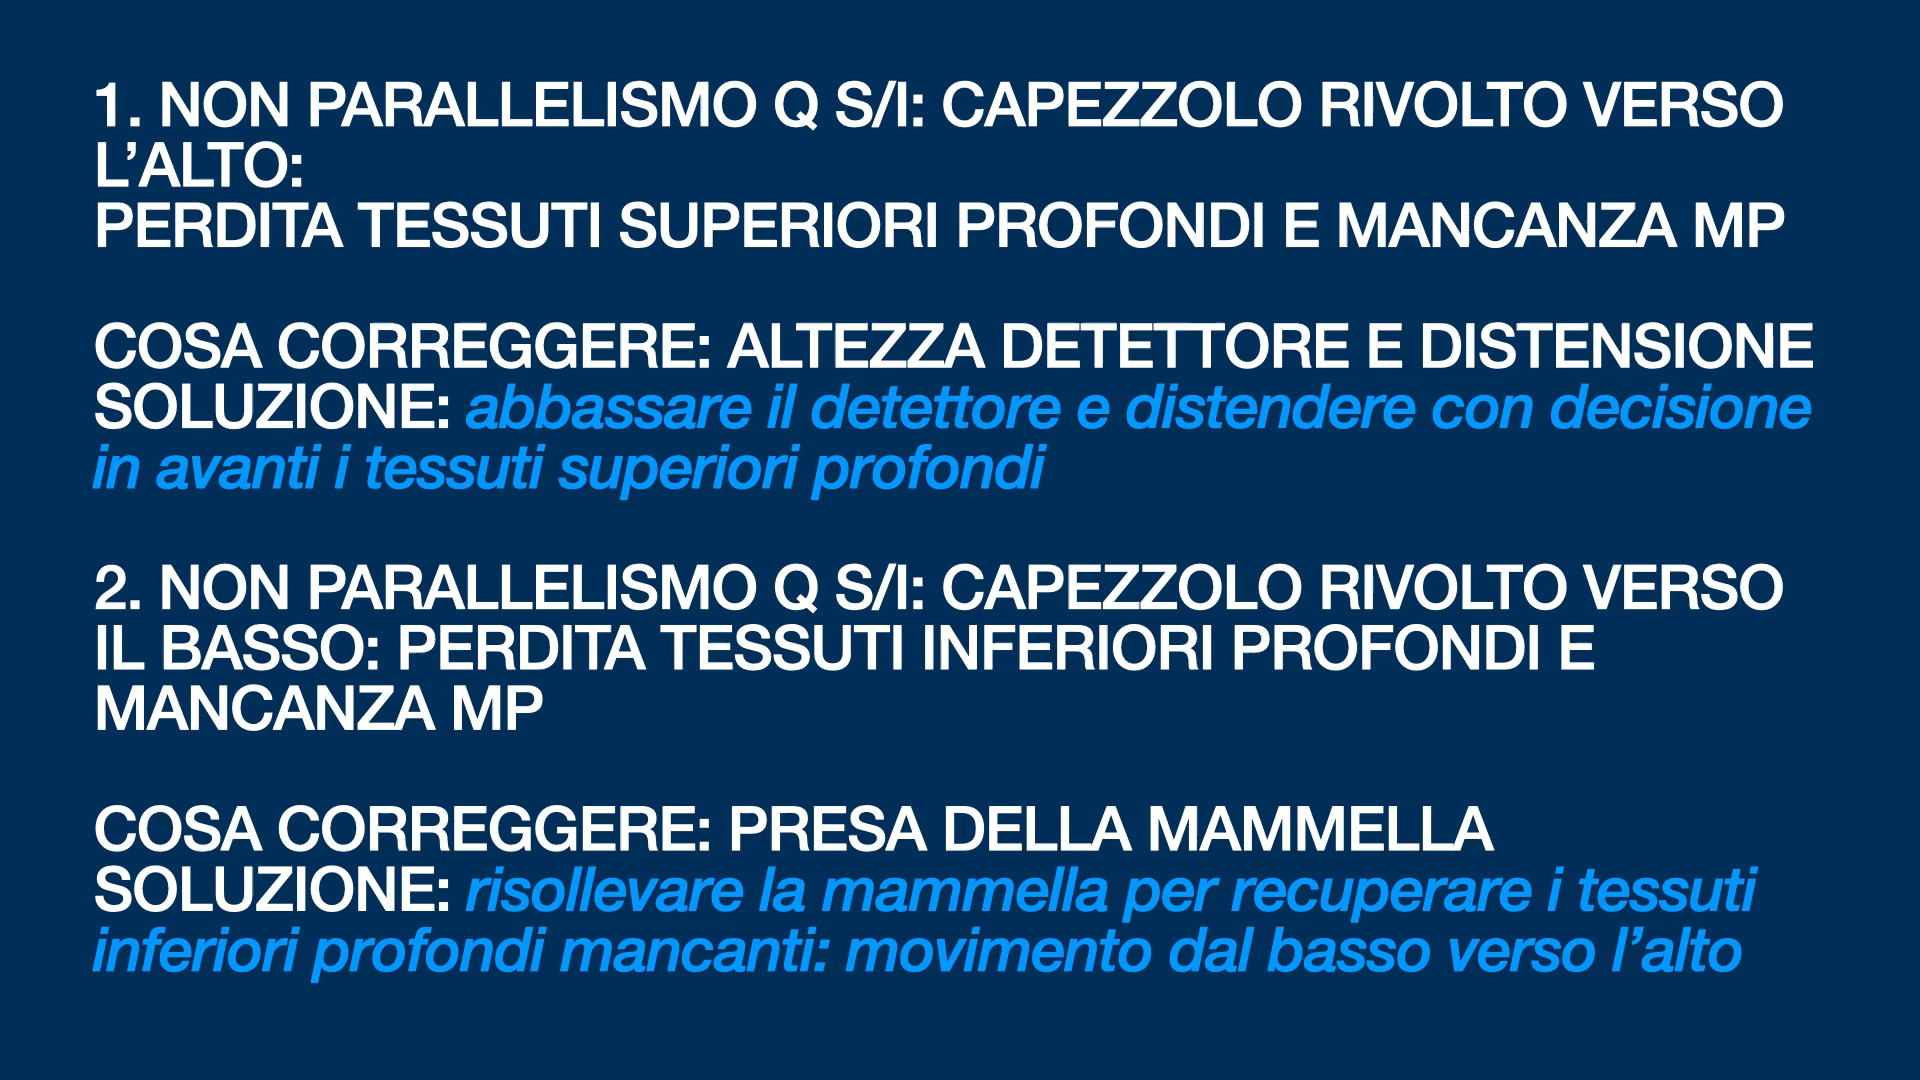 1. NON PARALLELISMO Q S/I: CAPEZZOLO RIVOLTO VERSO
L’ALTO:
PERDITA TESSUTI SUPERIORI PROFONDI E MANCANZA MP
COSA CORREGGERE: ALTEZZA DETETTORE E DISTENSIONE
SOLUZIONE: abbassare il detettore e distendere con decisione
in avanti i tessuti superiori profondi
2. NON PARALLELISMO Q S/I: CAPEZZOLO RIVOLTO VERSO
IL BASSO: PERDITA TESSUTI INFERIORI PROFONDI E
MANCANZA MP
COSA CORREGGERE: PRESA DELLA MAMMELLA
SOLUZIONE: risollevare la mammella per recuperare i tessuti
inferiori profondi mancanti: movimento dal basso verso l’alto